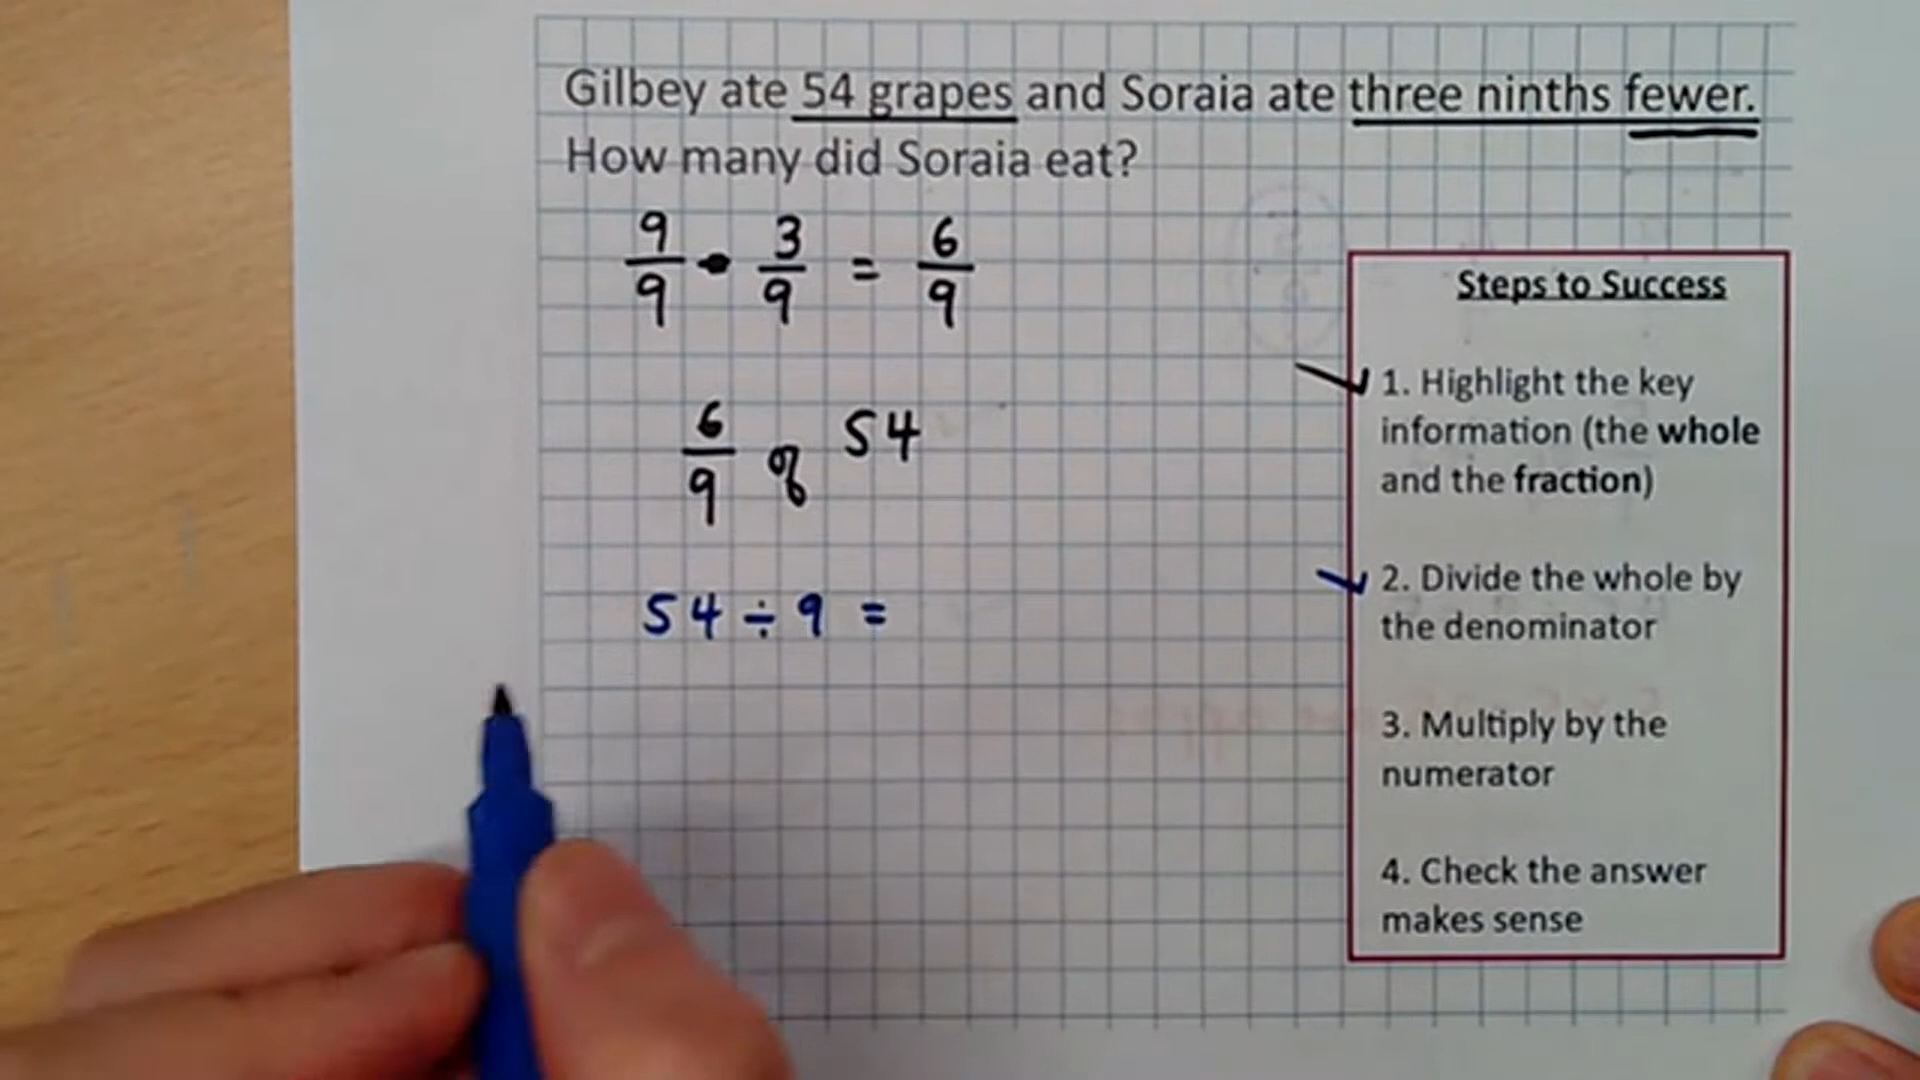 Gilbey ate 54 grapes and Soraia ate three ninths fewer.
How many did Soraia eat?
9/9 - 3/9 = 6/9
6/9 of 54
54 ÷ 9 =
Steps to Success
1. Highlight the key
information (the whole
and the fraction)
2. Divide the whole by
the denominator
3. Multiply by the
numerator
4. Check the answer
makes sense